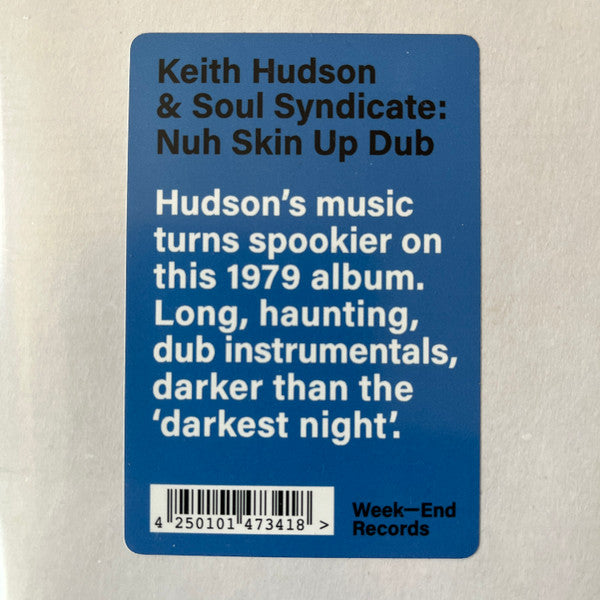 Keith Hudson
& Soul Syndicate:
Nuh Skin Up Dub
Hudson’s music
turns spookier on
this 1979 album.
Long, haunting,
dub instrumentals,
darker than the
‘darkest night’.
4 250101 473418 >
Week—End
Records